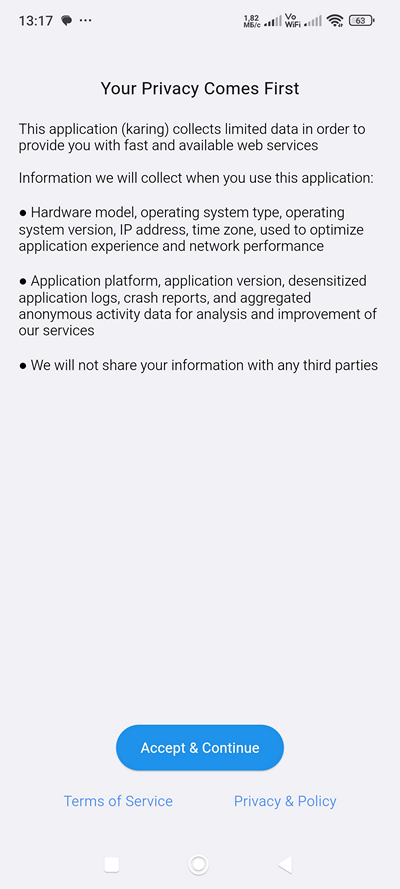 13:17 ··· 1,82 Vo 63
МБ/с WiFi
Your Privacy Comes First
This application (karing) collects limited data in order to
provide you with fast and available web services
Information we will collect when you use this application:
● Hardware model, operating system type, operating
system version, IP address, time zone, used to optimize
application experience and network performance
● Application platform, application version, desensitized
application logs, crash reports, and aggregated
anonymous activity data for analysis and improvement of
our services
● We will not share your information with any third parties
Accept & Continue
Terms of Service Privacy & Policy